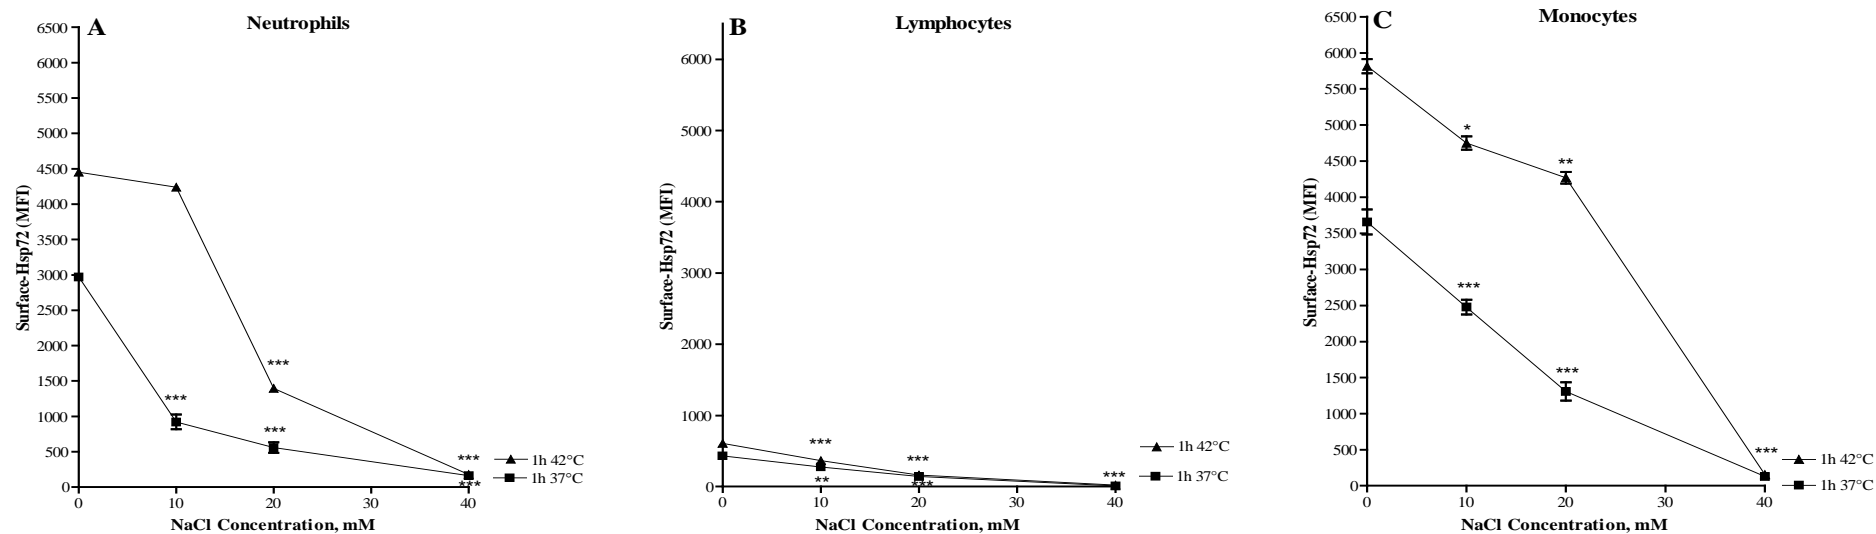 A
Neutrophils
6500
6000
5500
5000
4500
4000
3500
3000
2500
2000
1500
1000
500
0
Surface-Hsp72 (MFI)
***
***
***
***
***
0 10 20 30 40
NaCl Concentration, mM
1h 42°C
1h 37°C
B
Lymphocytes
6000
5000
4000
3000
2000
1000
0
Surface-Hsp72 (MFI)
***
**
***
***
***
0 10 20 30 40
NaCl Concentration, mM
1h 42°C
1h 37°C
C
Monocytes
6500
6000
5500
5000
4500
4000
3500
3000
2500
2000
1500
1000
500
0
Surface-Hsp72 (MFI)
*
**
***
***
***
0 10 20 30 40
NaCl Concentration, mM
1h 42°C
1h 37°C